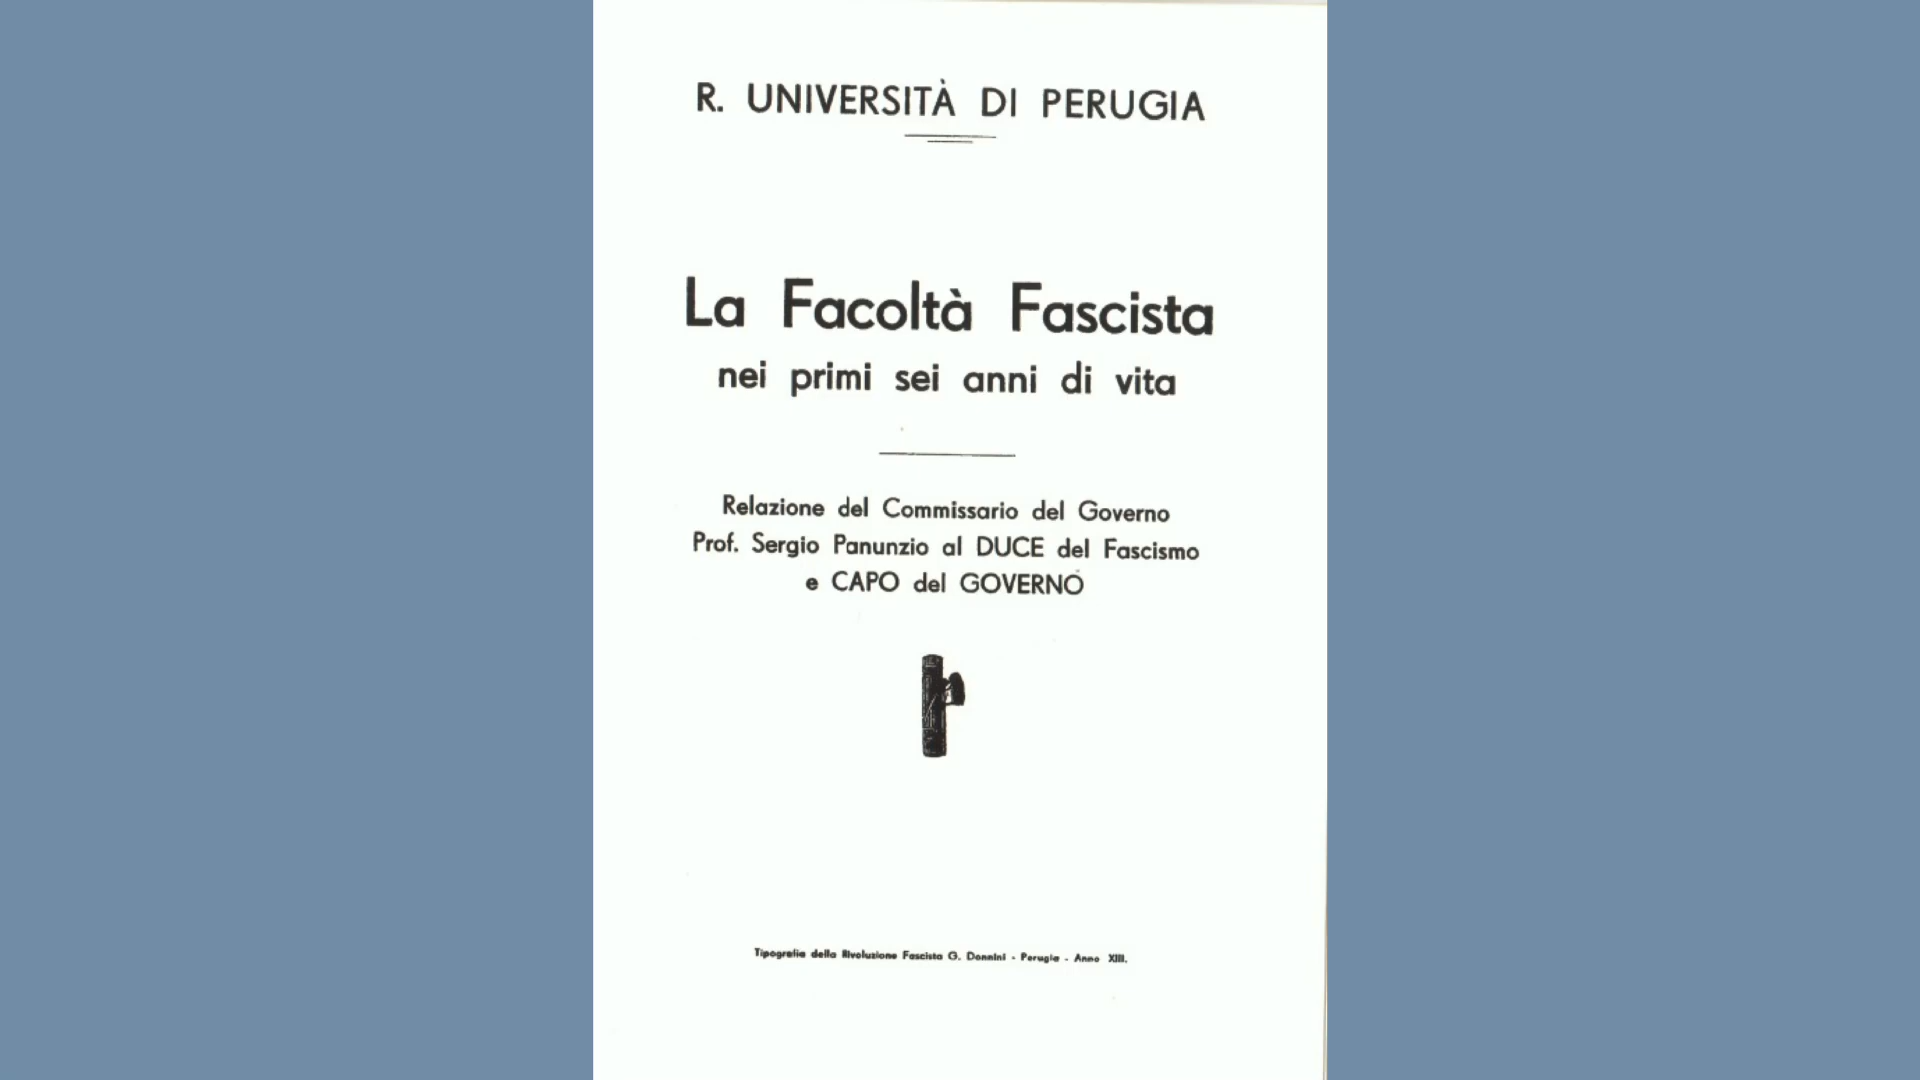 R. UNIVERSITÀ DI PERUGIA
La Facoltà Fascista
nei primi sei anni di vita
Relazione del Commissario del Governo
Prof. Sergio Panunzio al DUCE del Fascismo
e CAPO del GOVERNO
Tipografia della Rivoluzione Fascista G. Donnini - Perugia - Anno XIII.